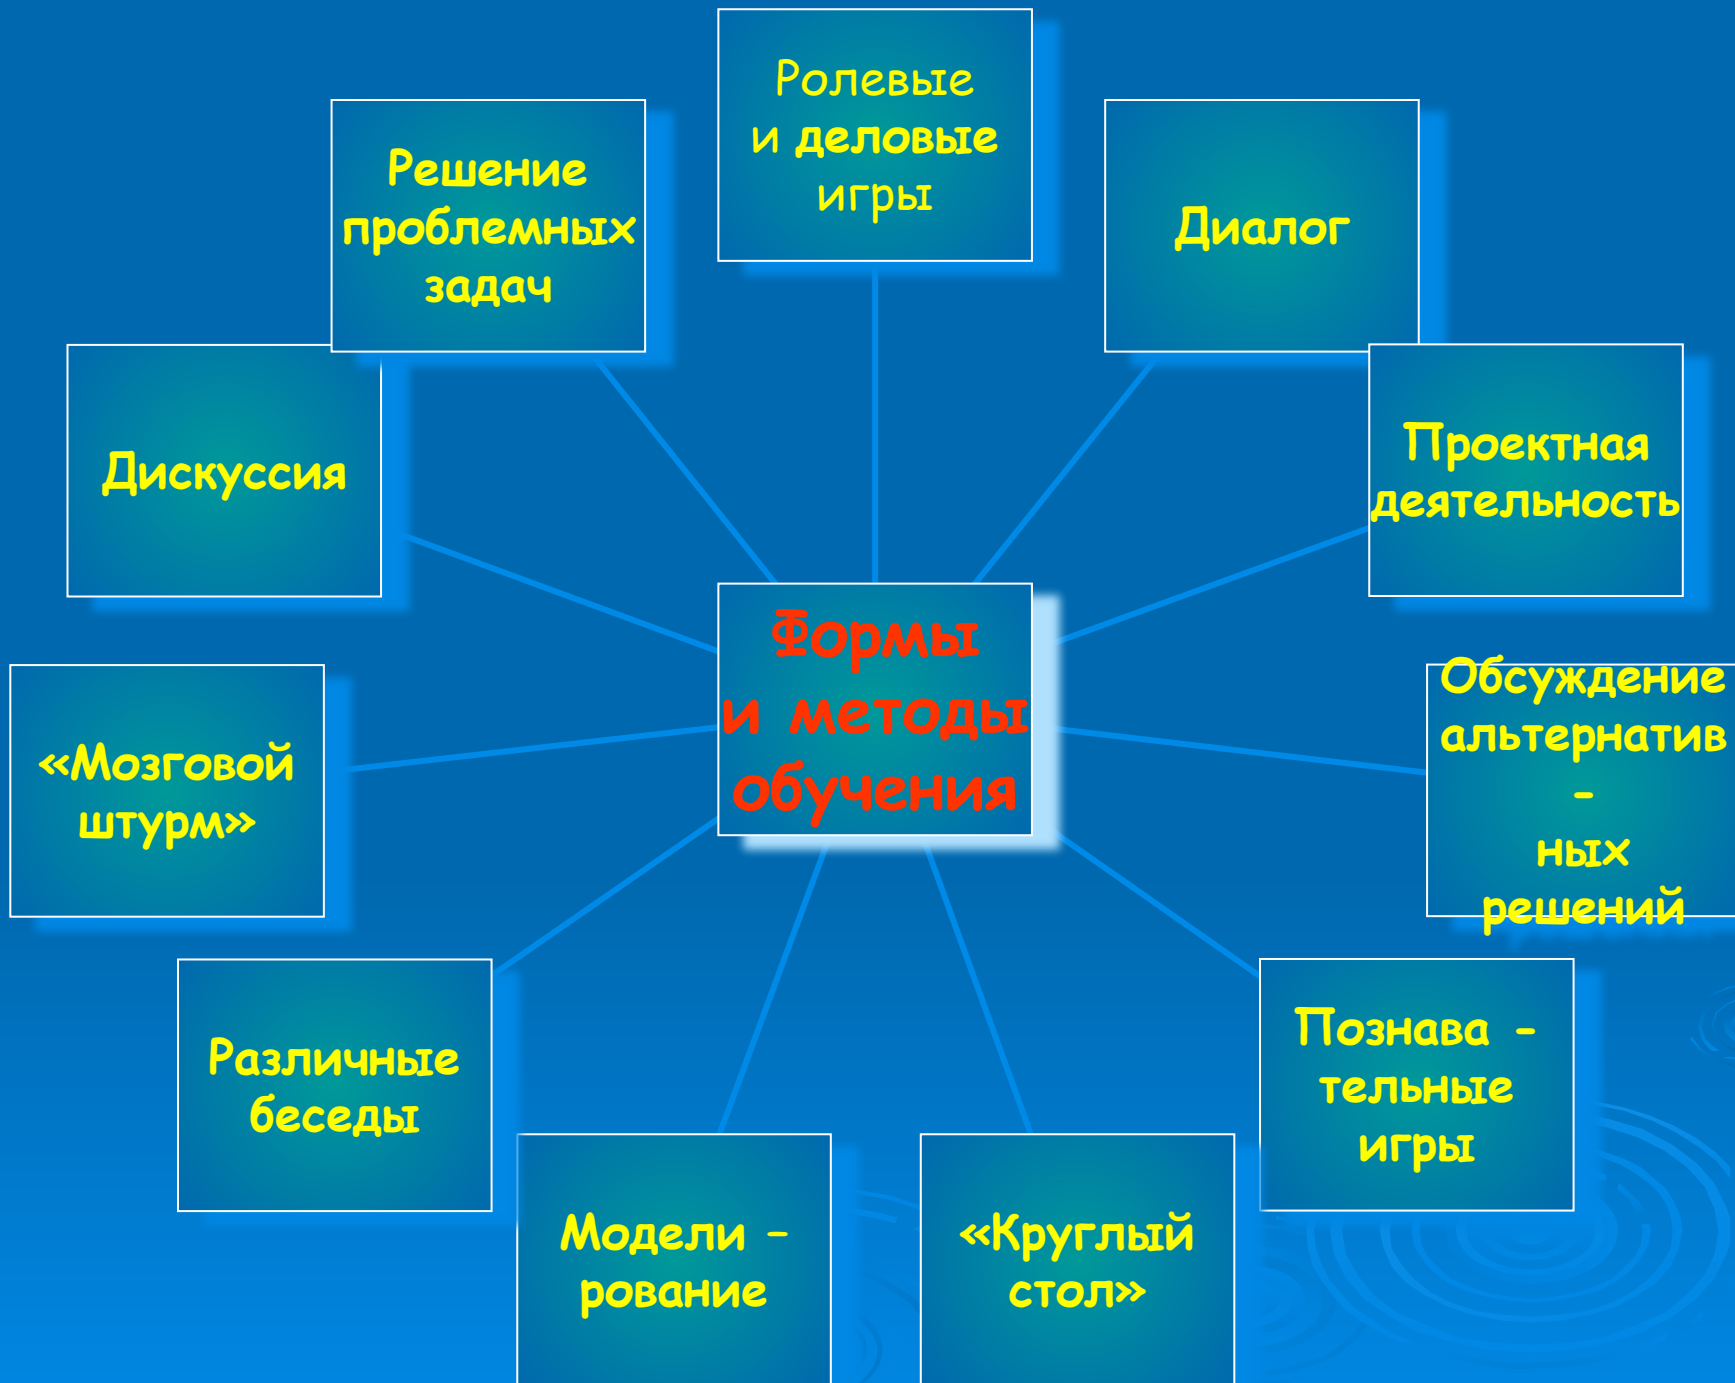 Ролевые
и деловые
игры
Решение
проблемных
задач
Диалог
Дискуссия
Проектная
деятельность
Формы
и методы
обучения
«Мозговой
штурм»
Обсуждение
альтернатив
-
ных
решений
Различные
беседы
Познава -
тельные
игры
Модели -
рование
«Круглый
стол»